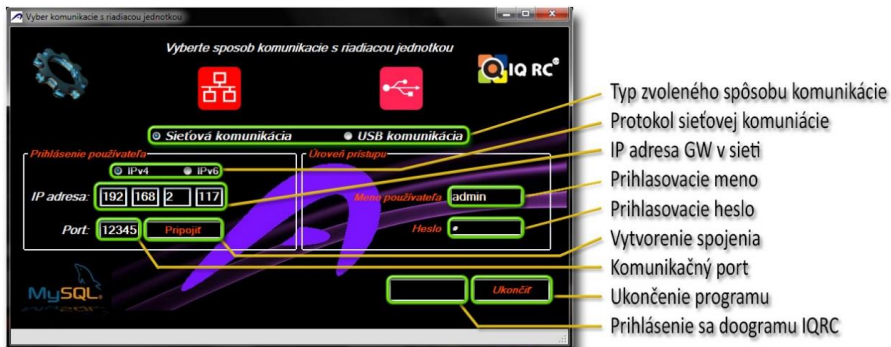 Vyber komunikacie s riadiacou jednotkou
Vyberte sposob komunikacie s riadiacou jednotkou
IQ RC®
Sieťová komunikácia
USB komunikácia
Prihlásenie používateľa
IPv4
IPv6
IP adresa: 192 168 2 117
Port: 12345 Pripojiť
Úroveň prístupu
Meno používateľa admin
Heslo *
MySQL
Ukončiť
Typ zvoleného spôsobu komunikácie
Protokol sieťovej komuniácie
IP adresa GW v sieti
Prihlasovacie meno
Prihlasovacie heslo
Vytvorenie spojenia
Komunikačný port
Ukončenie programu
Prihlásenie sa doogramu IQRC